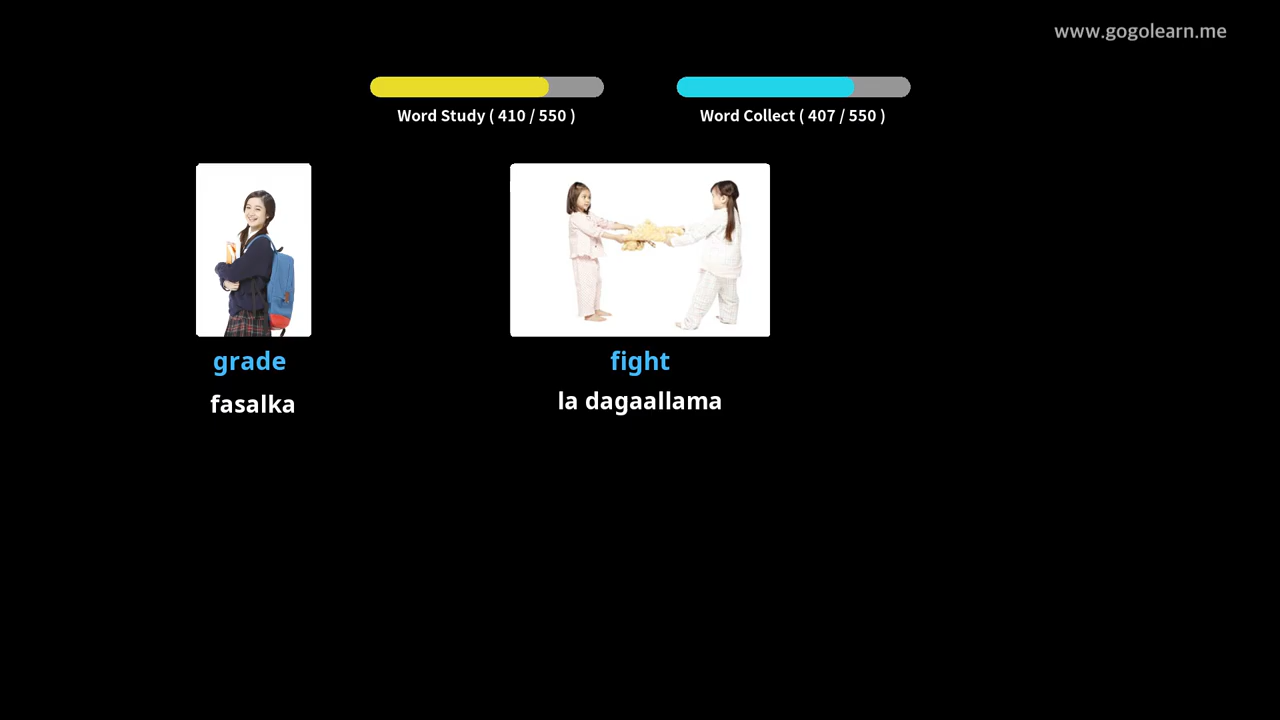 www.gogolearn.me
Word Study ( 410 / 550 )
Word Collect ( 407 / 550 )
grade
fasalka
fight
la dagaallama